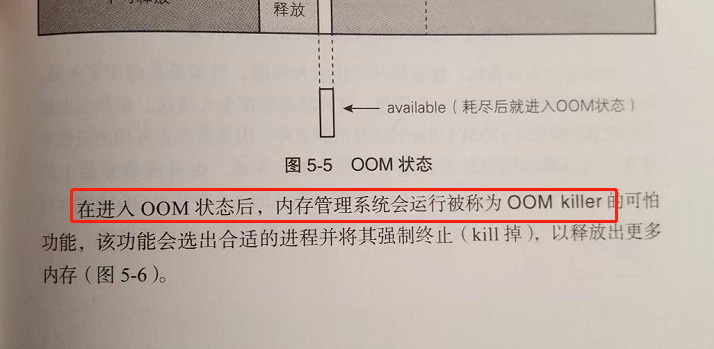 释放
available（耗尽后就进入OOM状态）
图 5-5 OOM 状态
在进入 OOM 状态后，内存管理系统会运行被称为 OOM killer 的可怕
功能，该功能会选出合适的进程并将其强制终止（kill 掉），以释放出更多
内存（图 5-6）。